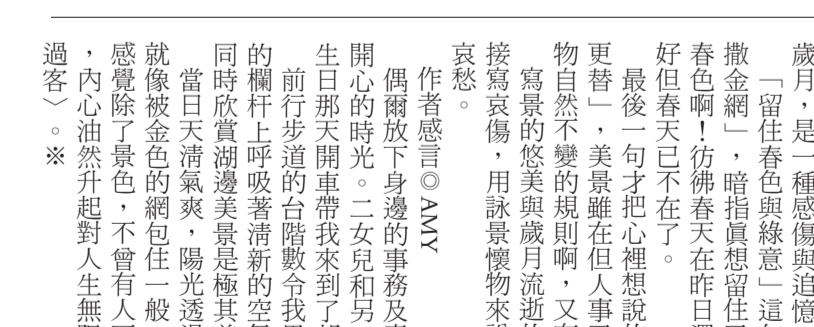 歲月，是一種感傷與追憶
「留住春色與綠意」這
撒金網」，暗指真想留住
春色啊！彷彿春天在昨日還
好但春天已不在了。
最後一句才把心裡想說的
更替」，美景雖在但人事
物自然不變的規則啊，又
寫景的悠美與歲月流逝的
接寫哀傷，用詠景懷物來說
哀愁。
作者感言◎AMY
偶爾放下身邊的事務及
開心的時光。二女兒和另
生日那天開車帶我來到了
前行步道的台階數令我
的欄杆上呼吸著清新的空氣
同時欣賞湖邊美景是極其
當日天清氣爽，陽光透過
就像被金色的網包住一般
感覺除了景色，不曾有人
，內心油然升起對人生無
過客〉。※